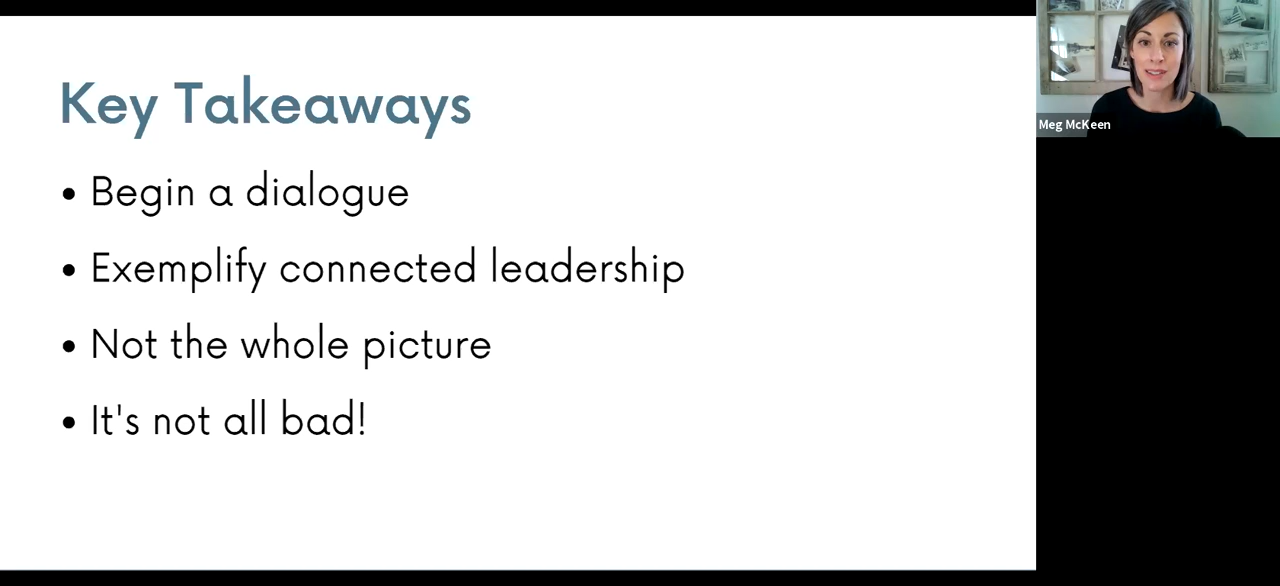 Key Takeaways
• Begin a dialogue
• Exemplify connected leadership
• Not the whole picture
• It's not all bad!
Meg McKeen